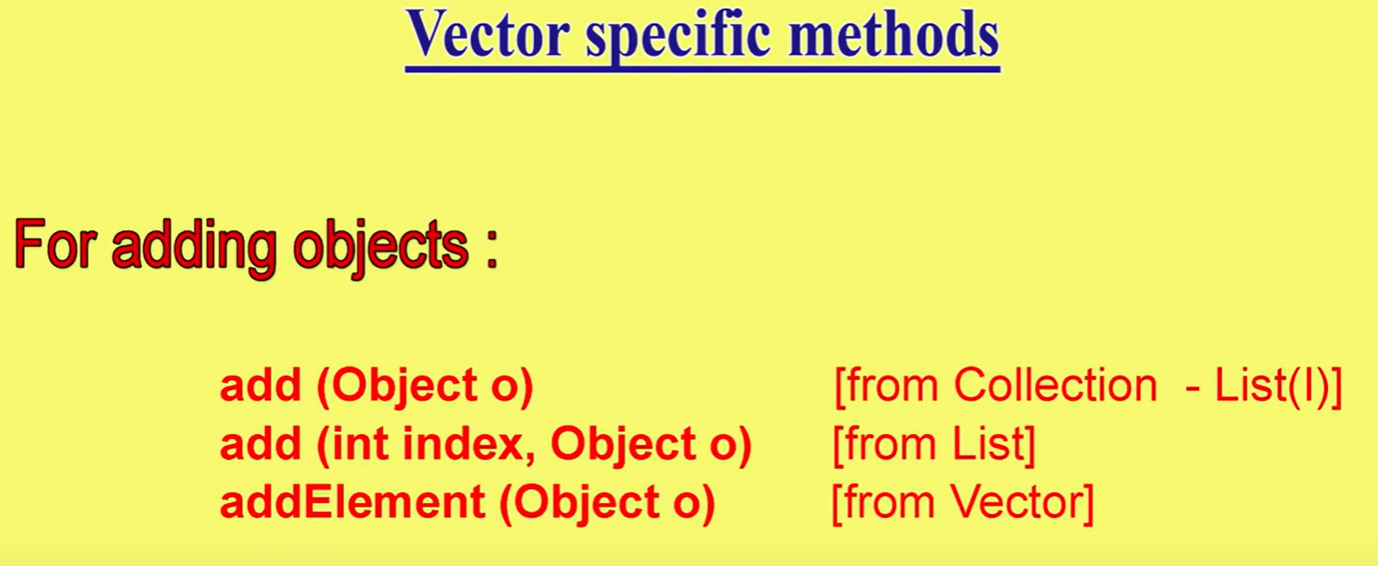 Vector specific methods
For adding objects :
add (Object o) [from Collection - List(I)]
add (int index, Object o) [from List]
addElement (Object o) [from Vector]